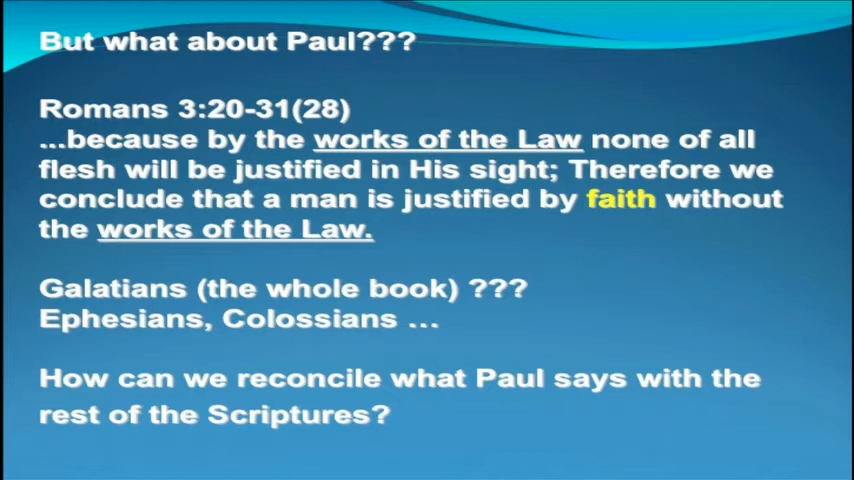 But what about Paul???
Romans 3:20-31(28)
...because by the works of the Law none of all
flesh will be justified in His sight; Therefore we
conclude that a man is justified by faith without
the works of the Law.
Galatians (the whole book) ???
Ephesians, Colossians ...
How can we reconcile what Paul says with the
rest of the Scriptures?